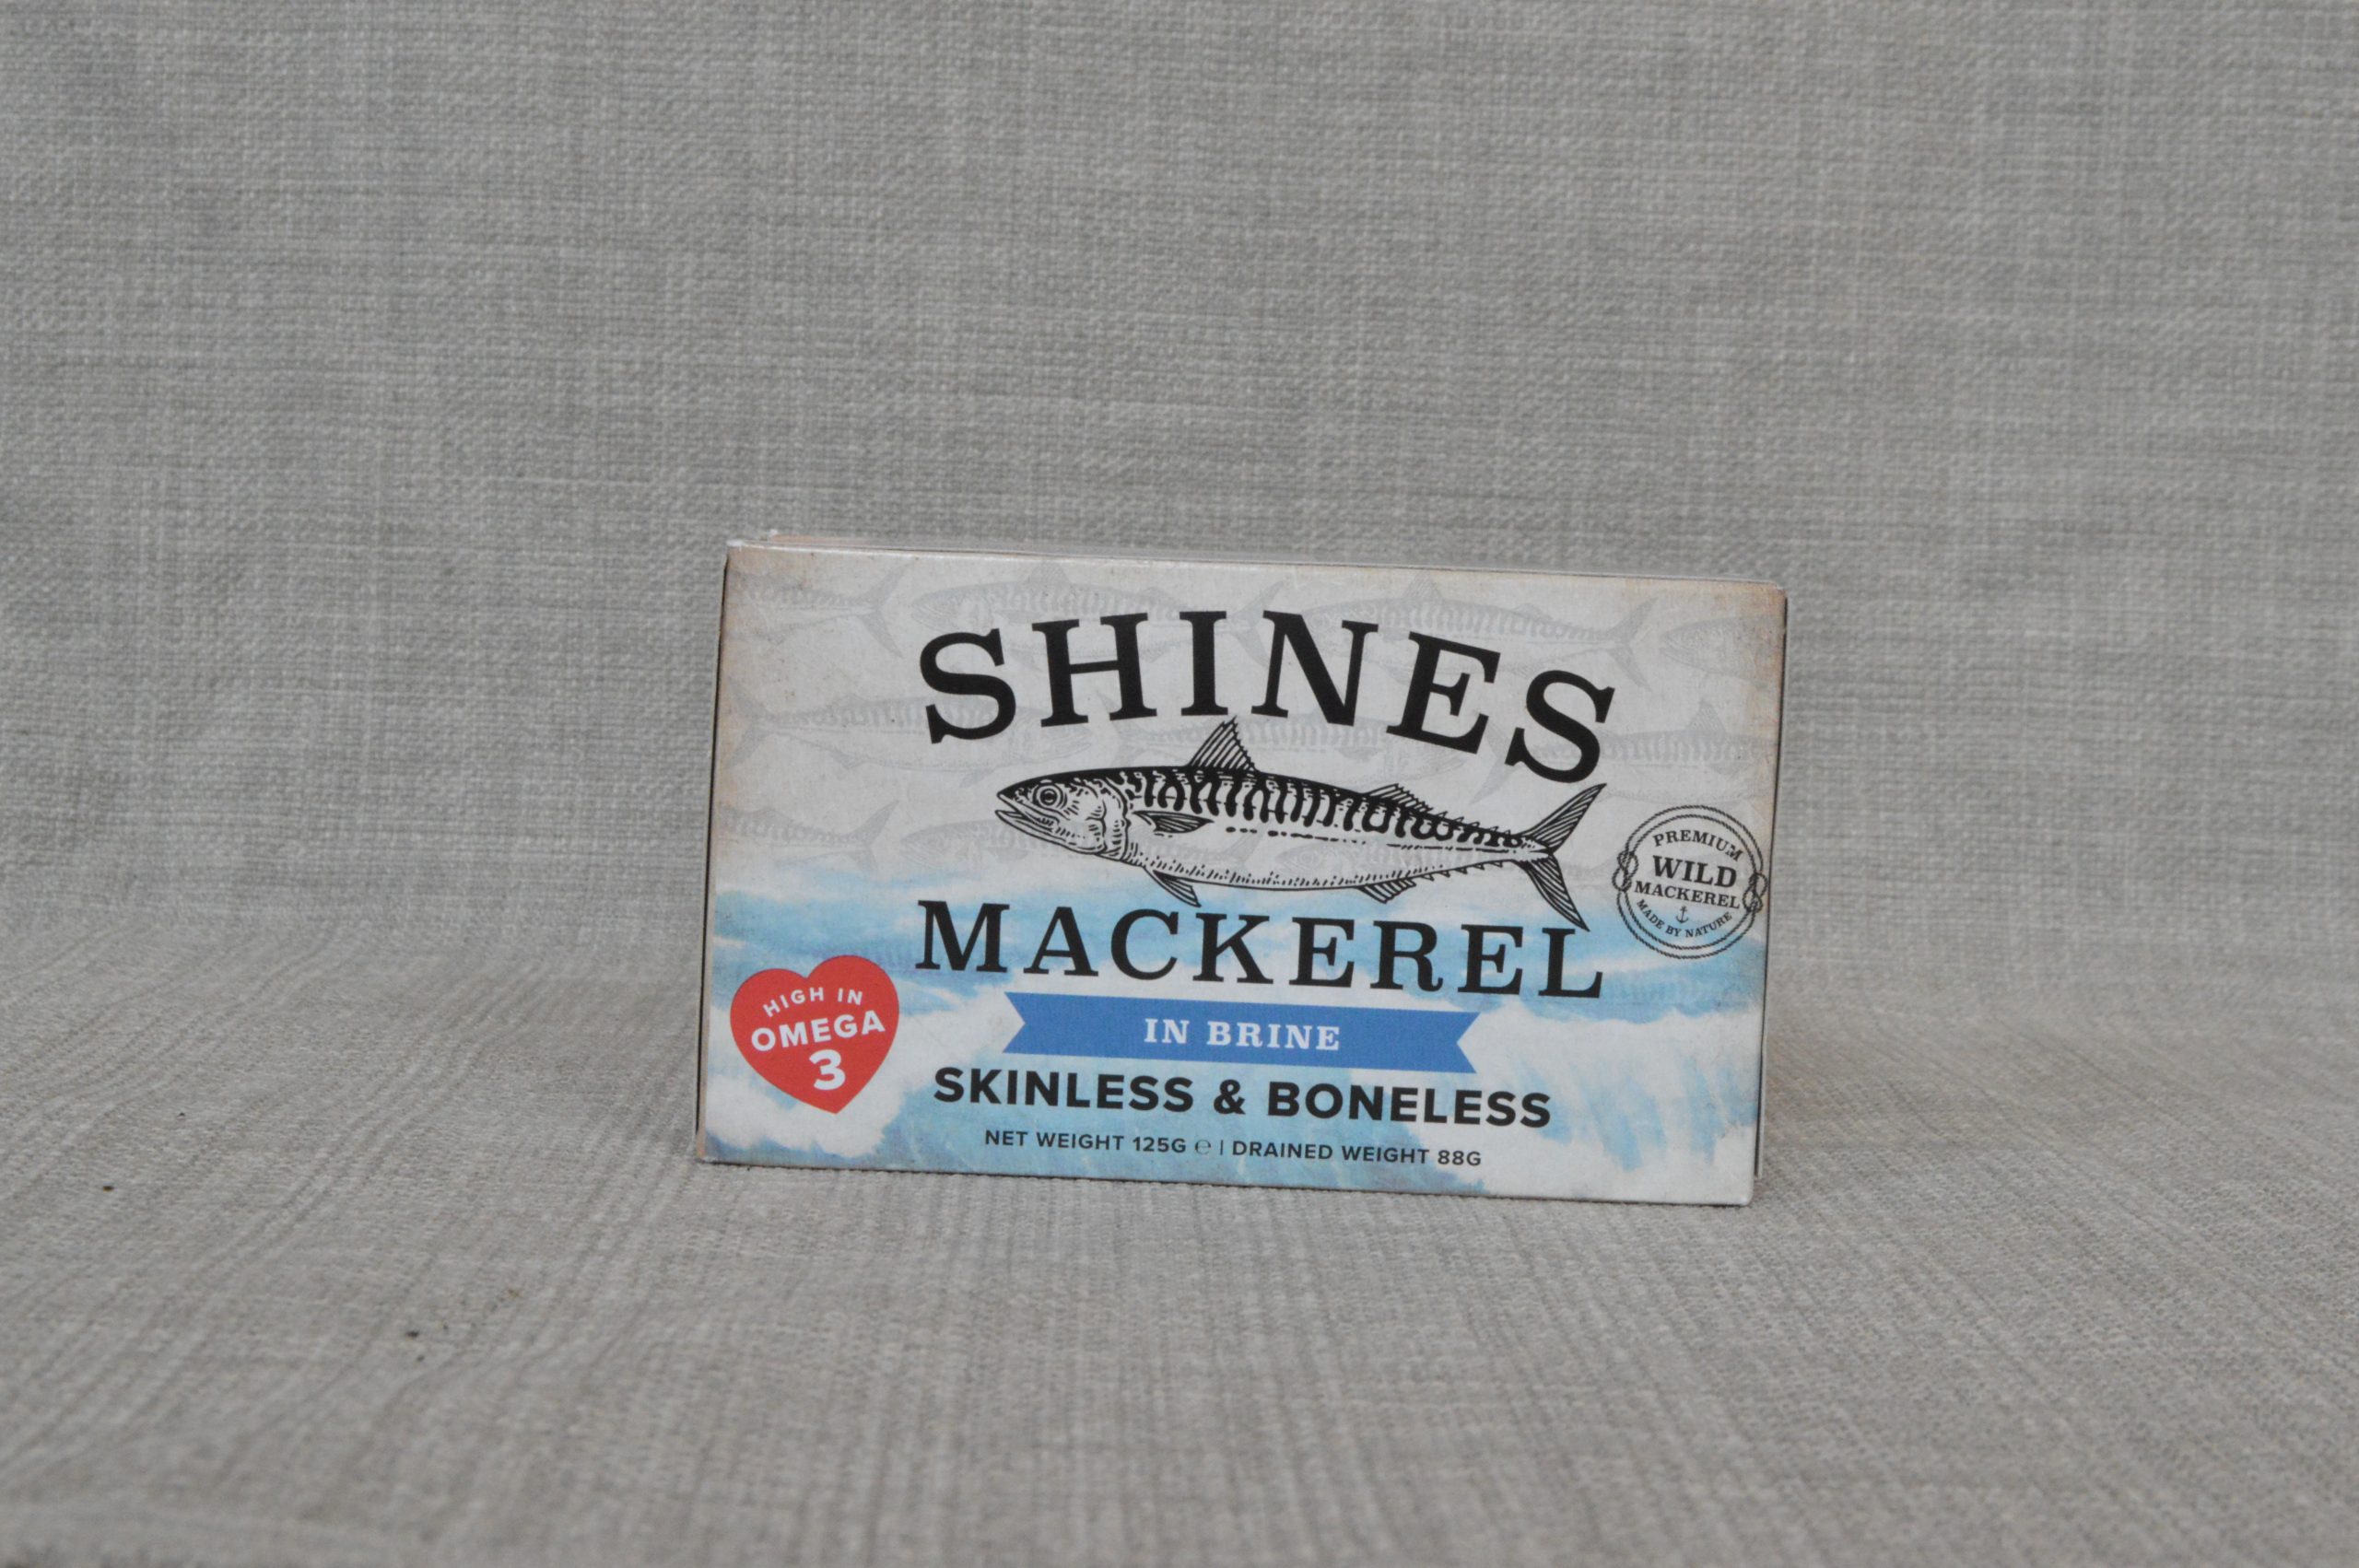 SHINES
PREMIUM
WILD
MACKEREL
MADE BY NATURE
MACKEREL
HIGH IN
OMEGA
3
IN BRINE
SKINLESS & BONELESS
NET WEIGHT 125G ℮ | DRAINED WEIGHT 88G